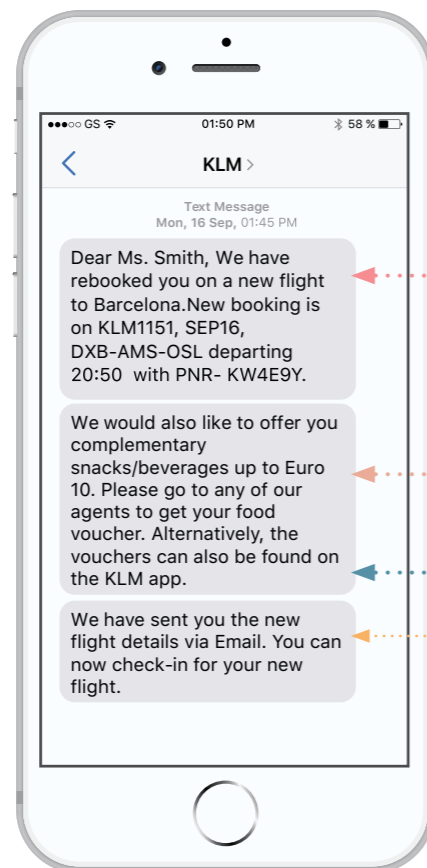 ●●●○○ GS 01:50 PM 58 %
KLM >
Text Message
Mon, 16 Sep, 01:45 PM
Dear Ms. Smith, We have
rebooked you on a new flight
to Barcelona.New booking is
on KLM1151, SEP16,
DXB-AMS-OSL departing
20:50 with PNR- KW4E9Y.
We would also like to offer you
complementary
snacks/beverages up to Euro
10. Please go to any of our
agents to get your food
voucher. Alternatively, the
vouchers can also be found on
the KLM app.
We have sent you the new
flight details via Email. You can
now check-in for your new
flight.